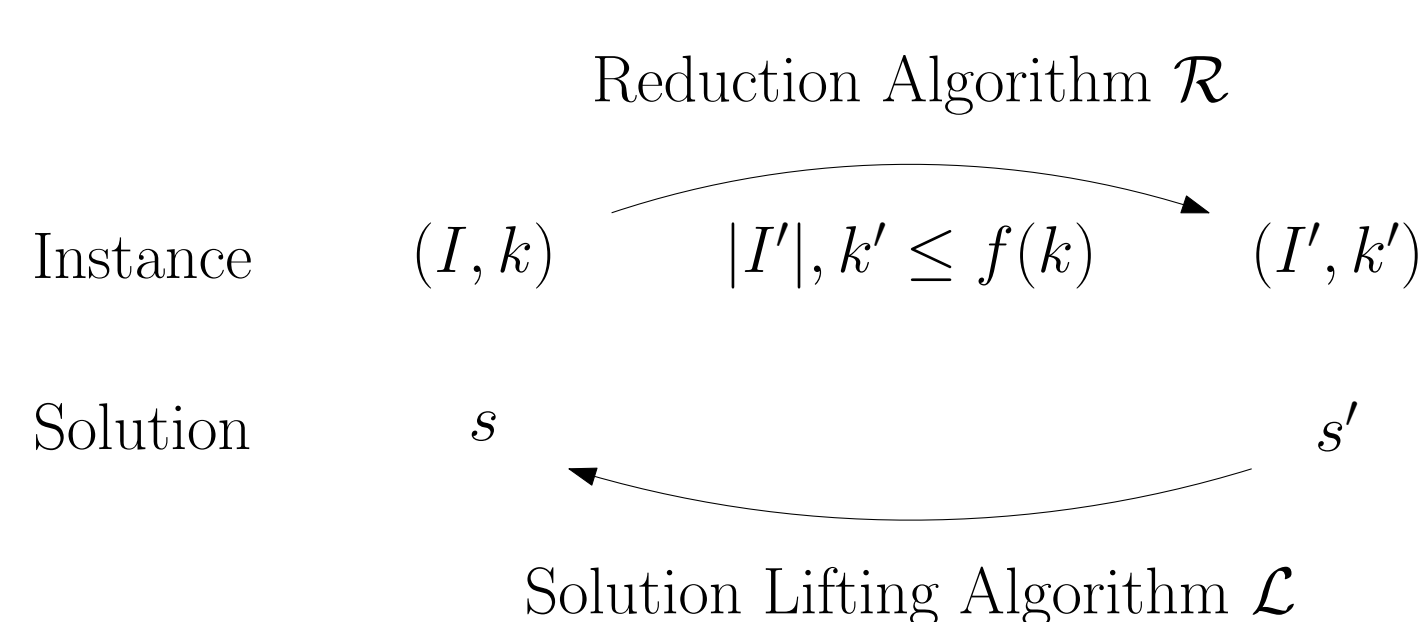 Reduction Algorithm 𝓡
Instance (I, k) |I′|, k′ ≤ f(k) (I′, k′)
Solution s s′
Solution Lifting Algorithm 𝓛